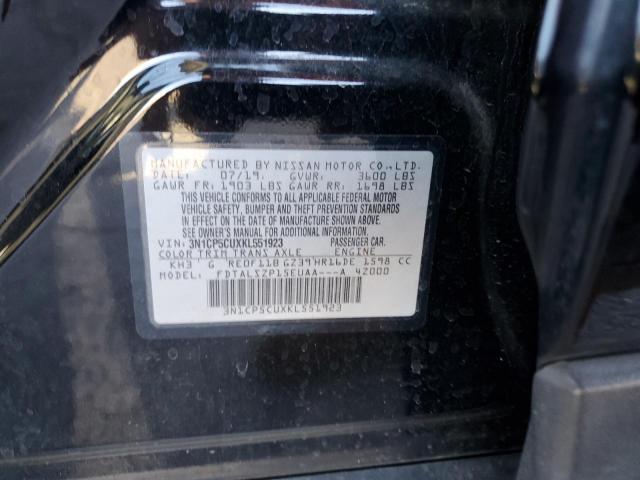 MANUFACTURED BY NISSAN MOTOR CO.,LTD.
DATE: 07/19. GVWR: 3600 LBS
GAWR FR: 1903 LBS GAWR RR: 1698 LBS
THIS VEHICLE CONFORMS TO ALL APPLICABLE FEDERAL MOTOR
VEHICLE SAFETY, BUMPER AND THEFT PREVENTION STANDARDS
IN EFFECT ON THE DATE OF MANUFACTURE SHOWN ABOVE.
SEE OWNER'S MANUAL FOR ADDITIONAL INFORMATION
VIN: 3N1CP5CUXKL551923 PASSENGER CAR.
COLOR TRIM TRANS AXLE ENGINE
KH3 G RE0F11B GZ39 HR16DE 1598 CC
MODEL: FDTALSZP15EUAA---A 4Z000
3N1CP5CUXKL551923